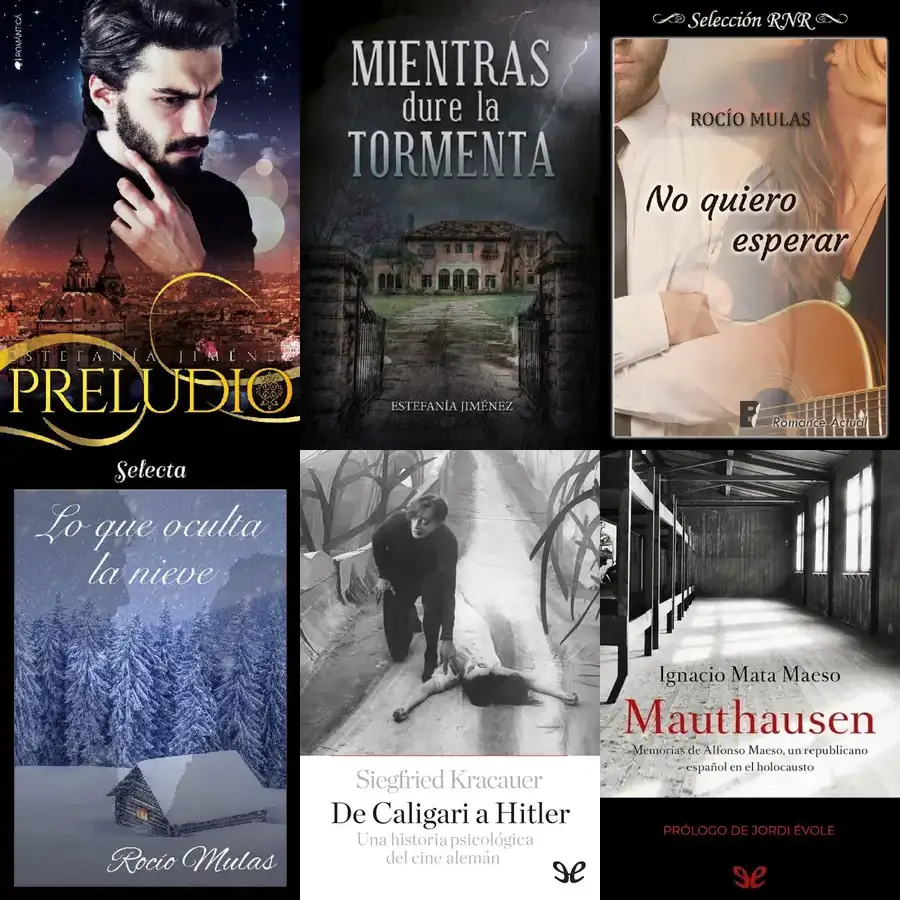 ROMÁNTICA
ESTEFANÍA JIMÉNEZ
PRELUDIO
MIENTRAS
dure la
TORMENTA
ESTEFANÍA JIMÉNEZ
Selección RNR
ROCÍO MULAS
No quiero
esperar
B
Romance Actual
Selecta
Lo que oculta
la nieve
Rocío Mulas
Siegfried Kracauer
De Caligari a Hitler
Una historia psicológica
del cine alemán
Ignacio Mata Maeso
Mauthausen
Memorias de Alfonso Maeso, un republicano
español en el holocausto
PRÓLOGO DE JORDI ÉVOLE